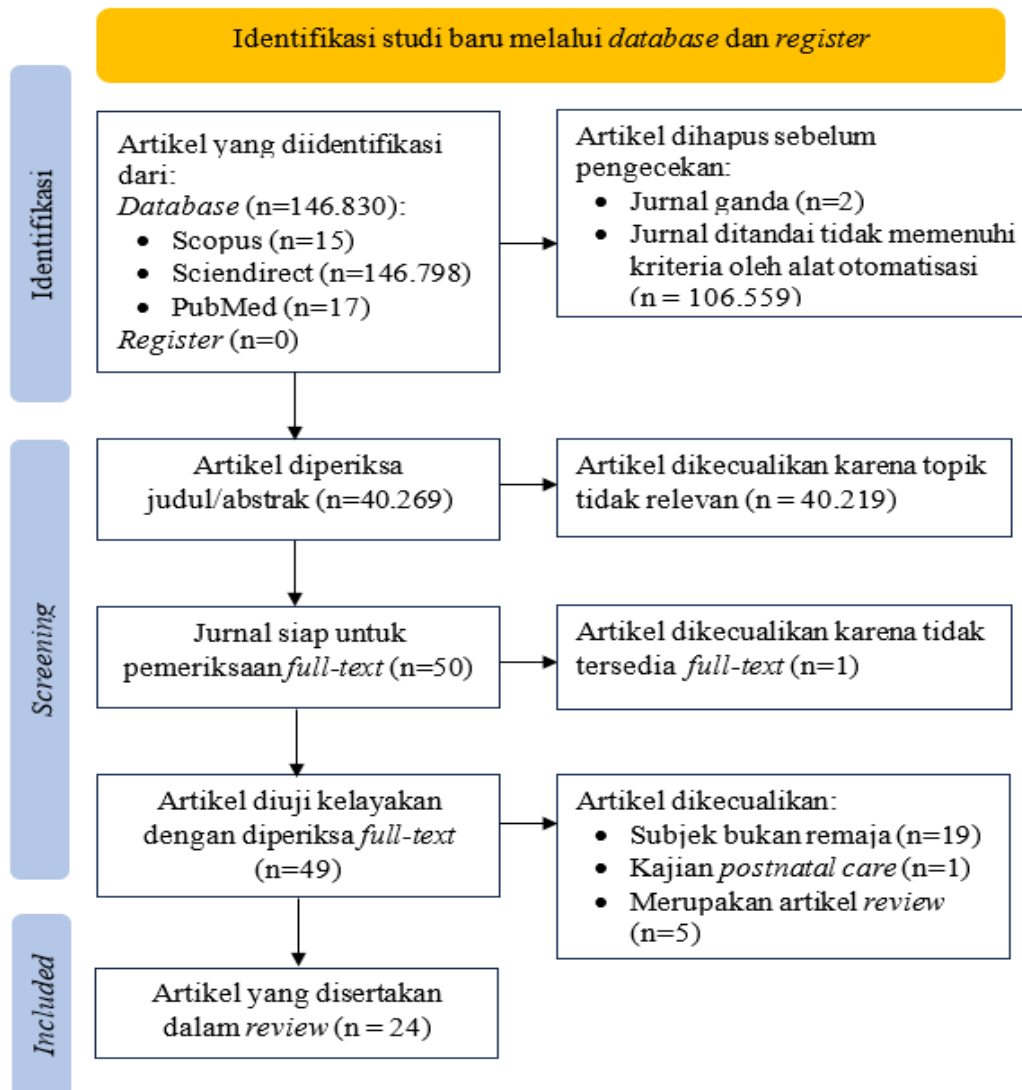 Identifikasi studi baru melalui database dan register
Identifikasi
Artikel yang diidentifikasi
dari:
Database (n=146.830):
• Scopus (n=15)
• Sciendirect (n=146.798)
• PubMed (n=17)
Register (n=0)
Artikel dihapus sebelum
pengecekan:
• Jurnal ganda (n=2)
• Jurnal ditandai tidak memenuhi
kriteria oleh alat otomatisasi
(n = 106.559)
Screening
Artikel diperiksa
judul/abstrak (n=40.269)
Artikel dikecualikan karena topik
tidak relevan (n = 40.219)
Jurnal siap untuk
pemeriksaan full-text (n=50)
Artikel dikecualikan karena tidak
tersedia full-text (n=1)
Artikel diuji kelayakan
dengan diperiksa full-text
(n=49)
Artikel dikecualikan:
• Subjek bukan remaja (n=19)
• Kajian postnatal care (n=1)
• Merupakan artikel review
(n=5)
Included
Artikel yang disertakan
dalam review (n = 24)